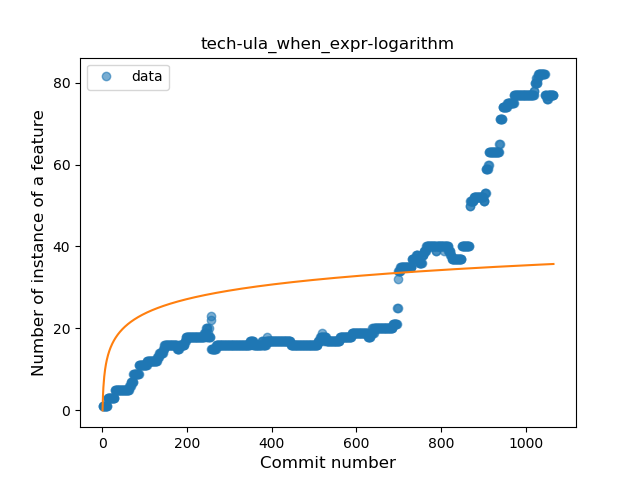 tech-ula_when_expr-logarithm
data
Number of instance of a feature
80
60
40
20
0
0 200 400 600 800 1000
Commit number